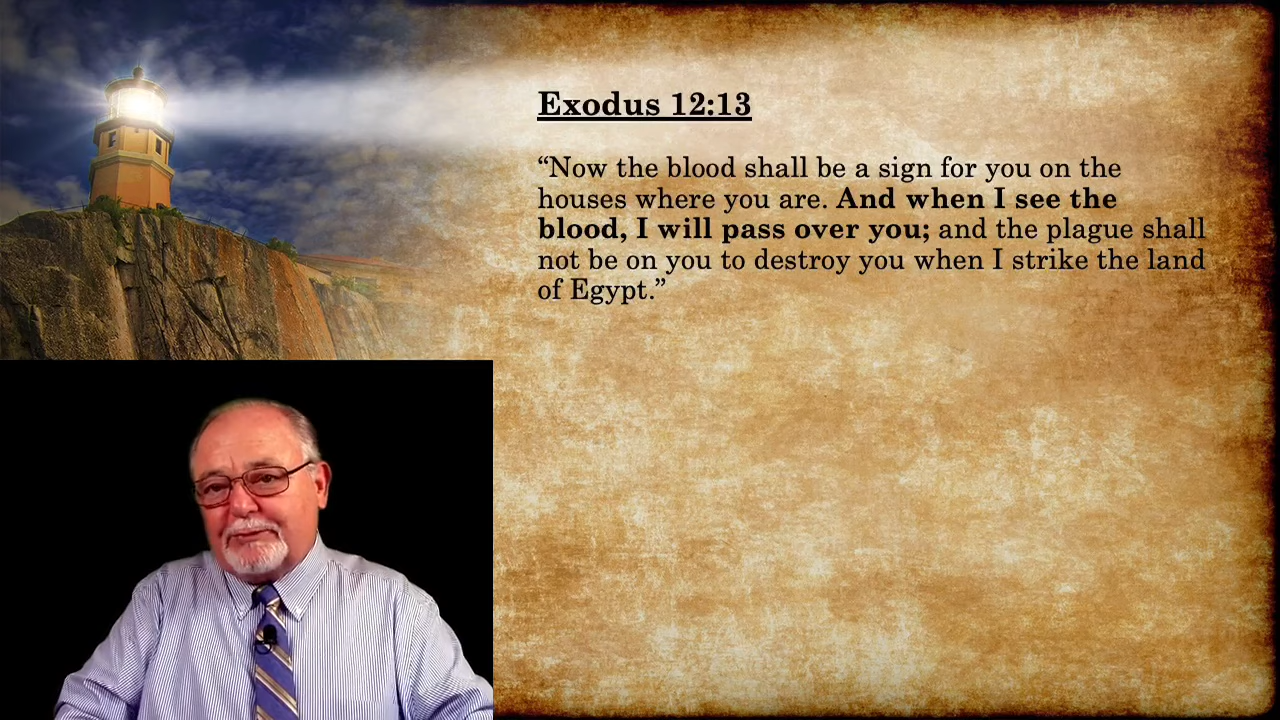 Exodus 12:13
“Now the blood shall be a sign for you on the
houses where you are. And when I see the
blood, I will pass over you; and the plague shall
not be on you to destroy you when I strike the land
of Egypt.”